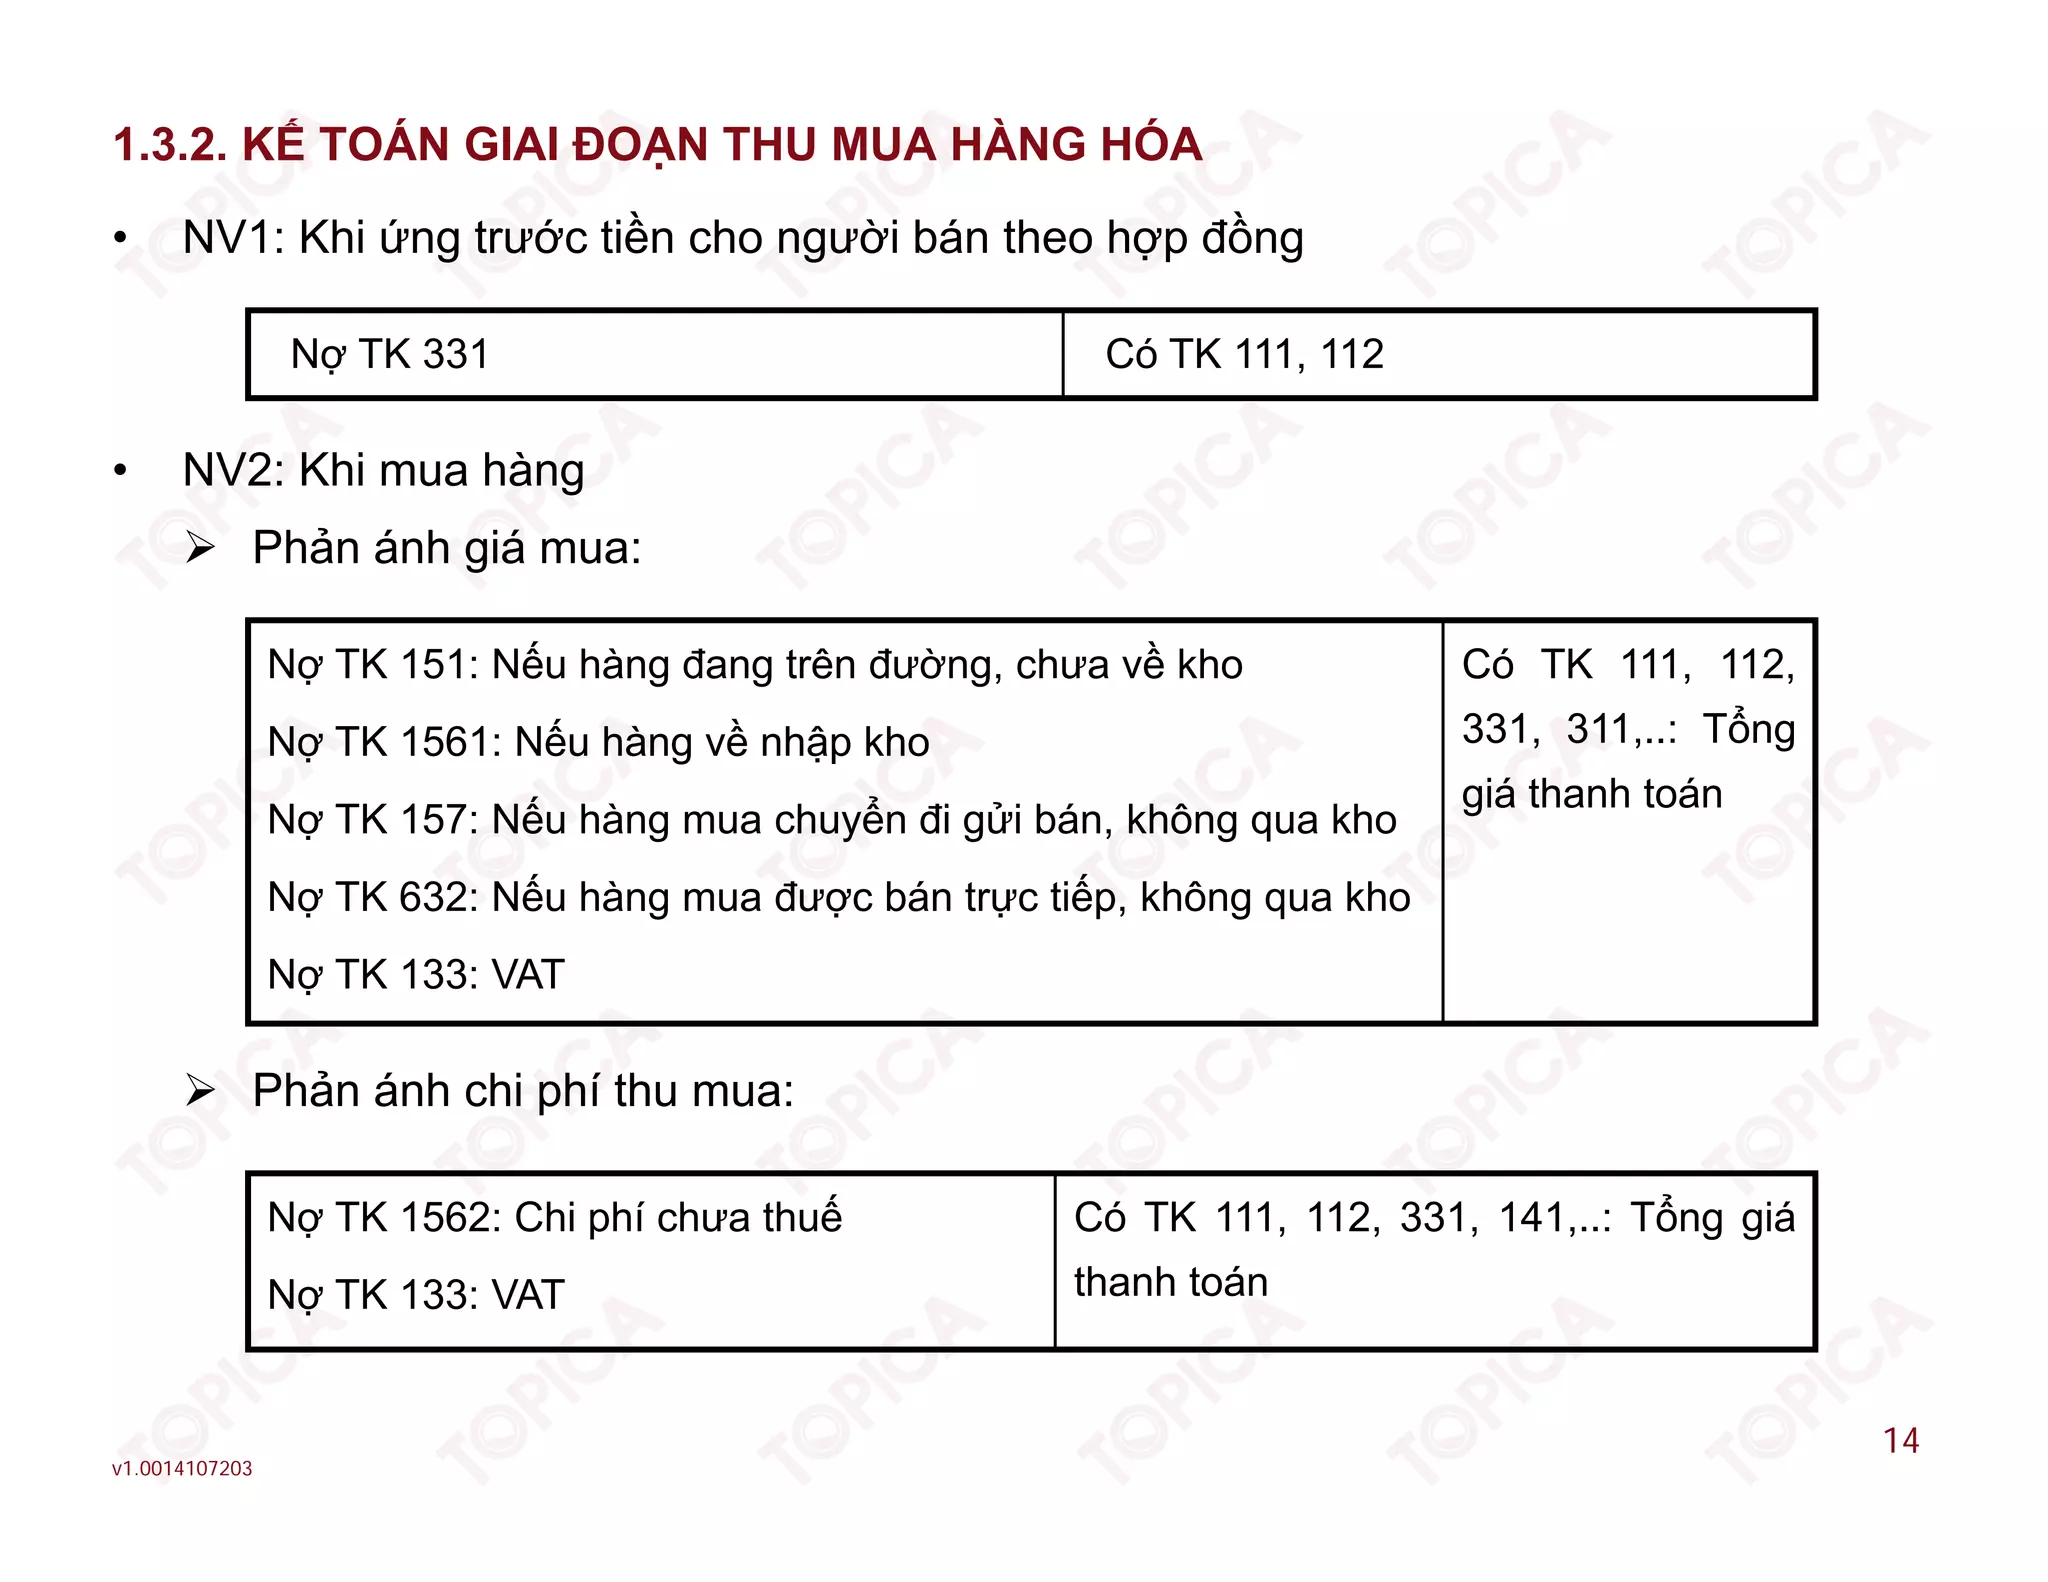 1.3.2. KẾ TOÁN GIAI ĐOẠN THU MUA HÀNG HÓA
• NV1: Khi ứng trước tiền cho người bán theo hợp đồng
Nợ TK 331 Có TK 111, 112
• NV2: Khi mua hàng
➢ Phản ánh giá mua:
Nợ TK 151: Nếu hàng đang trên đường, chưa về kho
Nợ TK 1561: Nếu hàng về nhập kho
Nợ TK 157: Nếu hàng mua chuyển đi gửi bán, không qua kho
Nợ TK 632: Nếu hàng mua được bán trực tiếp, không qua kho
Nợ TK 133: VAT
Có TK 111, 112,
331, 311,..: Tổng
giá thanh toán
➢ Phản ánh chi phí thu mua:
Nợ TK 1562: Chi phí chưa thuế
Nợ TK 133: VAT
Có TK 111, 112, 331, 141,..: Tổng giá
thanh toán
14
v1.0014107203